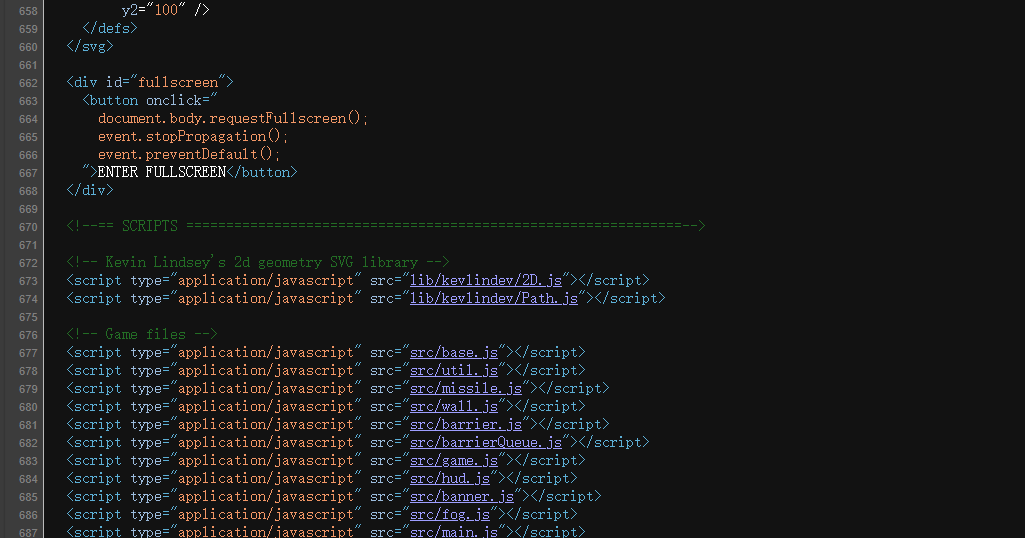 658 y2="100" />
659 </defs>
660 </svg>
661
662 <div id="fullscreen">
663 <button onclick="
664 document.body.requestFullscreen();
665 event.stopPropagation();
666 event.preventDefault();
667 ">ENTER FULLSCREEN</button>
668 </div>
669
670 <!--== SCRIPTS ==============================================================-->
671
672 <!-- Kevin Lindsey's 2d geometry SVG library -->
673 <script type="application/javascript" src="lib/kevlindev/2D.js"></script>
674 <script type="application/javascript" src="lib/kevlindev/Path.js"></script>
675
676 <!-- Game files -->
677 <script type="application/javascript" src="src/base.js"></script>
678 <script type="application/javascript" src="src/util.js"></script>
679 <script type="application/javascript" src="src/missile.js"></script>
680 <script type="application/javascript" src="src/wall.js"></script>
681 <script type="application/javascript" src="src/barrier.js"></script>
682 <script type="application/javascript" src="src/barrierQueue.js"></script>
683 <script type="application/javascript" src="src/game.js"></script>
684 <script type="application/javascript" src="src/hud.js"></script>
685 <script type="application/javascript" src="src/banner.js"></script>
686 <script type="application/javascript" src="src/fog.js"></script>
687 <script type="application/javascript" src="src/main.js"></script>